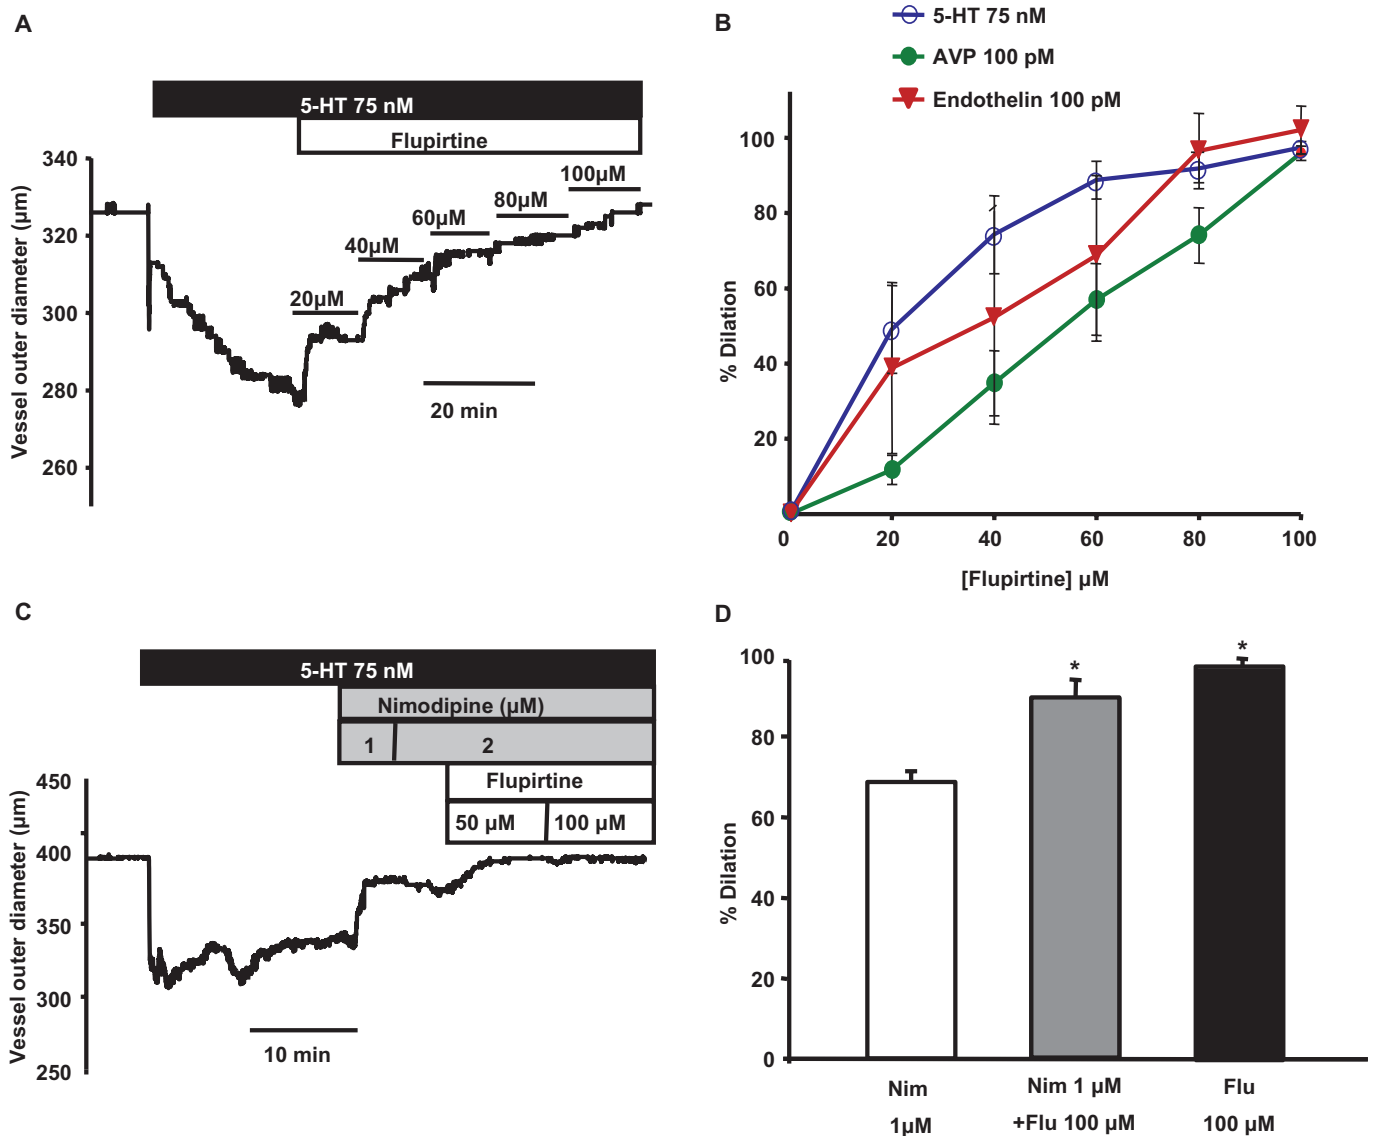 A
5-HT 75 nM
Flupirtine
Vessel outer diameter (µm)
340
320
300
280
260
20µM
40µM
60µM
80µM
100µM
20 min
B
5-HT 75 nM
AVP 100 pM
Endothelin 100 pM
% Dilation
100
80
60
40
20
0 20 40 60 80 100
[Flupirtine] µM
C
5-HT 75 nM
Nimodipine (µM)
1 2
Flupirtine
50 µM 100 µM
Vessel outer diameter (µm)
450
400
350
300
250
10 min
D
% Dilation
100
80
60
40
20
0
* *
Nim Nim 1 µM Flu
1µM +Flu 100 µM 100 µM